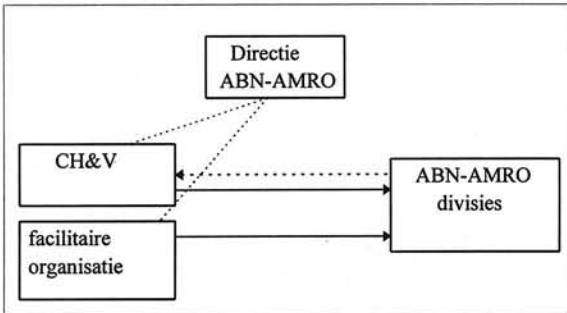 Directie
ABN-AMRO
CH&V
ABN-AMRO
divisies
facilitaire
organisatie